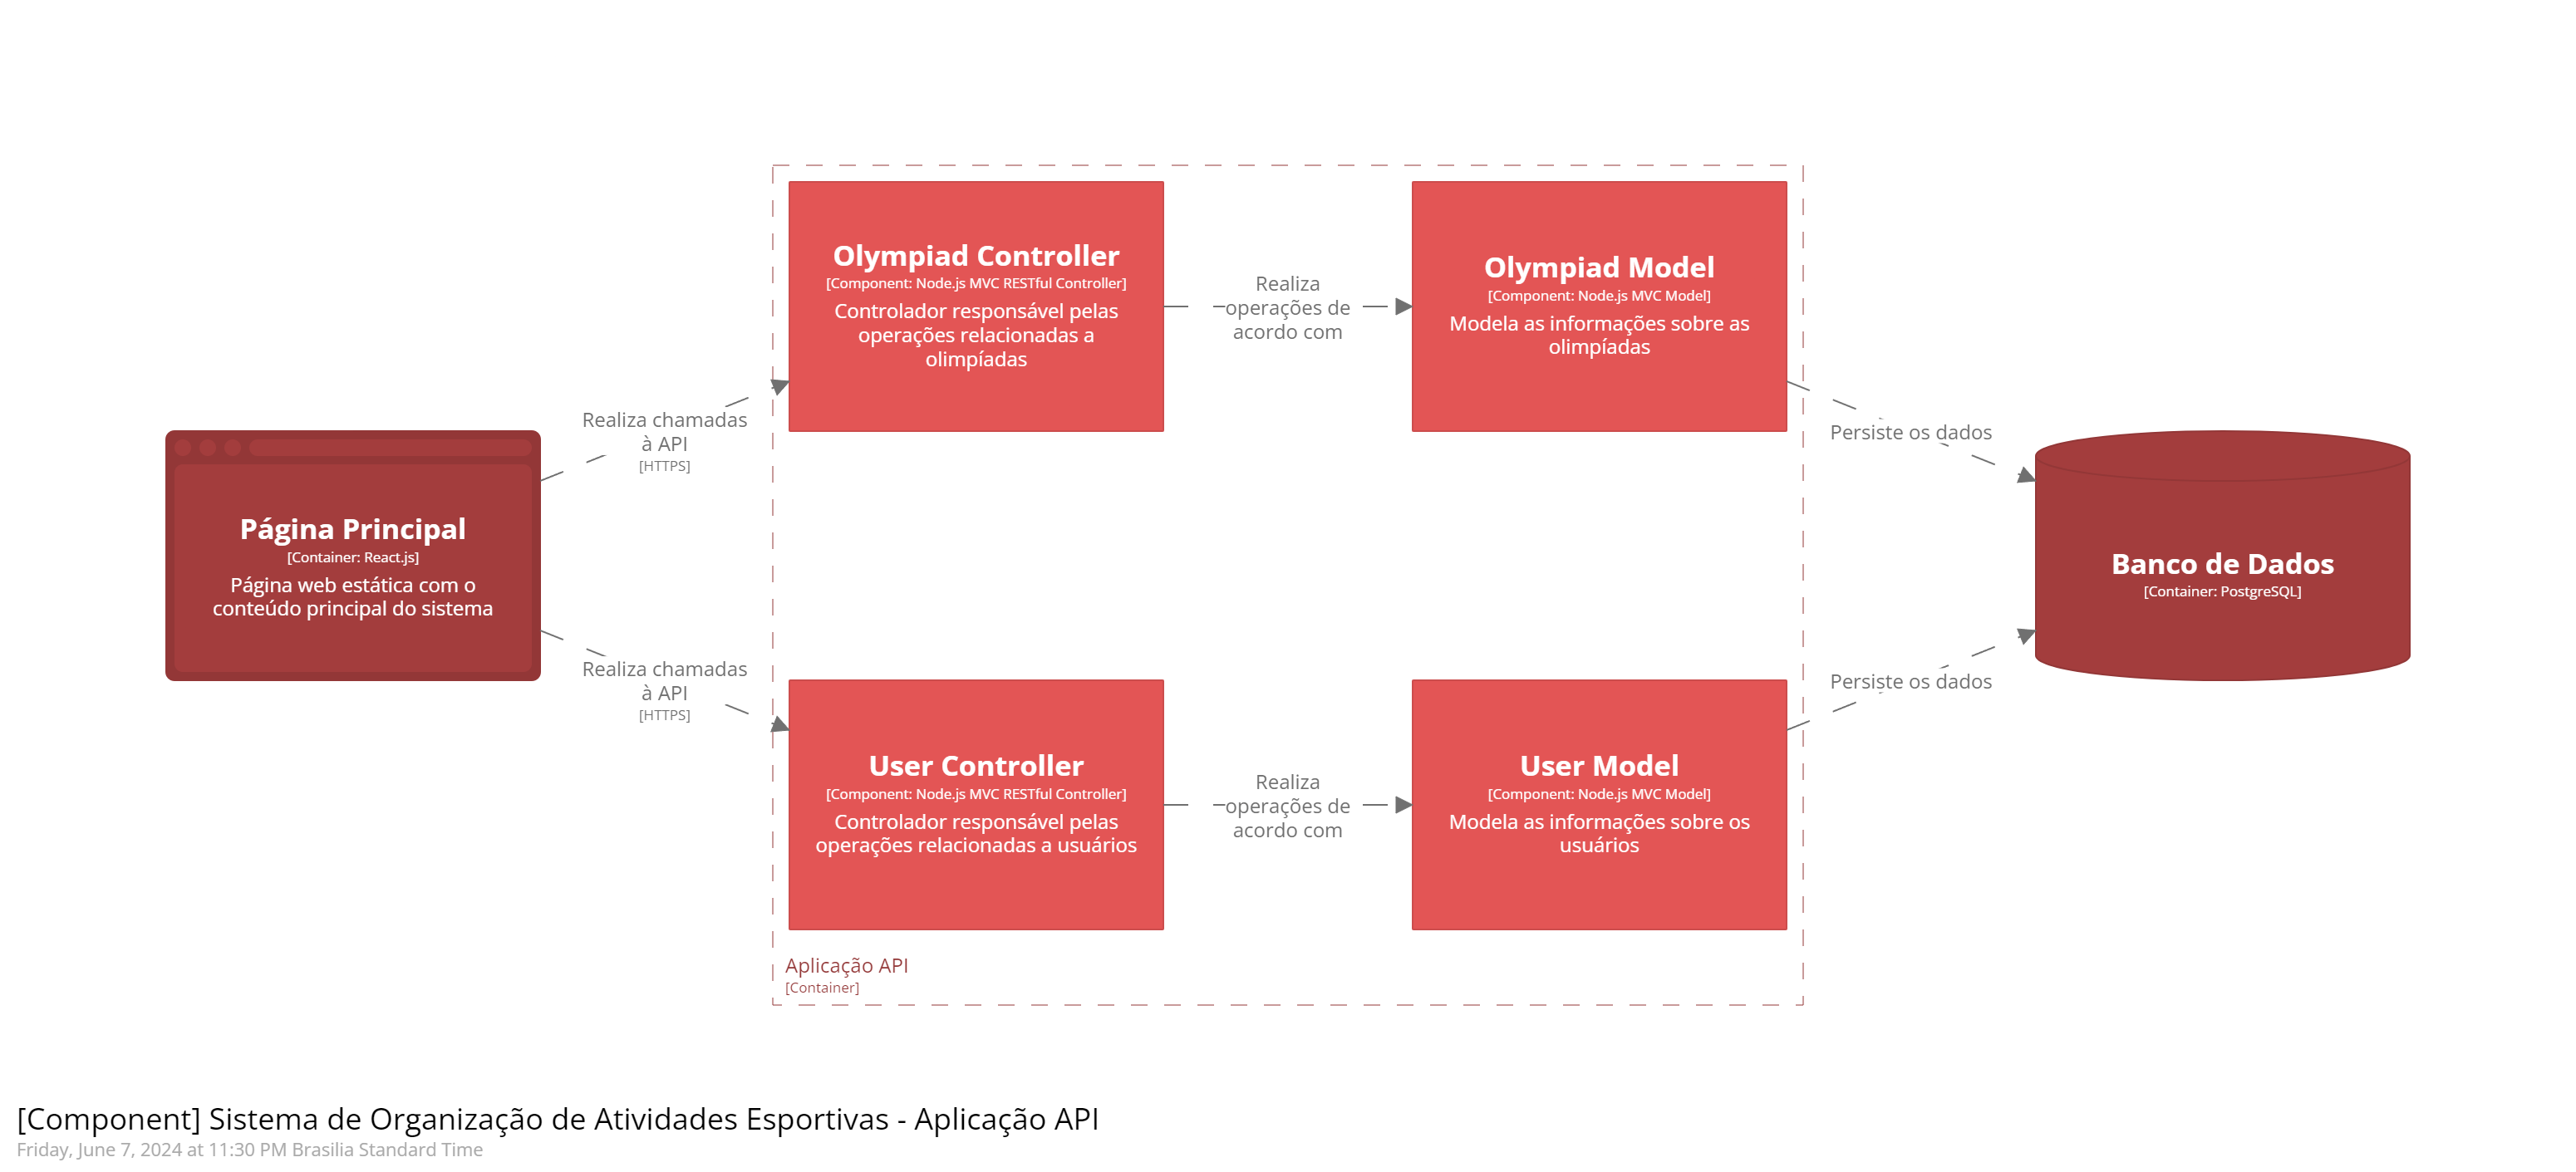 Olympiad Controller
[Component: Node.js MVC RESTful Controller]
Controlador responsável pelas
operações relacionadas a
olimpíadas
Realiza
operações de
acordo com
Olympiad Model
[Component: Node.js MVC Model]
Modela as informações sobre as
olimpíadas
Realiza chamadas
à API
[HTTPS]
Persiste os dados
Página Principal
[Container: React.js]
Página web estática com o
conteúdo principal do sistema
Banco de Dados
[Container: PostgreSQL]
Realiza chamadas
à API
[HTTPS]
Persiste os dados
User Controller
[Component: Node.js MVC RESTful Controller]
Controlador responsável pelas
operações relacionadas a usuários
Realiza
operações de
acordo com
User Model
[Component: Node.js MVC Model]
Modela as informações sobre os
usuários
Aplicação API
[Container]
[Component] Sistema de Organização de Atividades Esportivas - Aplicação API
Friday, June 7, 2024 at 11:30 PM Brasilia Standard Time